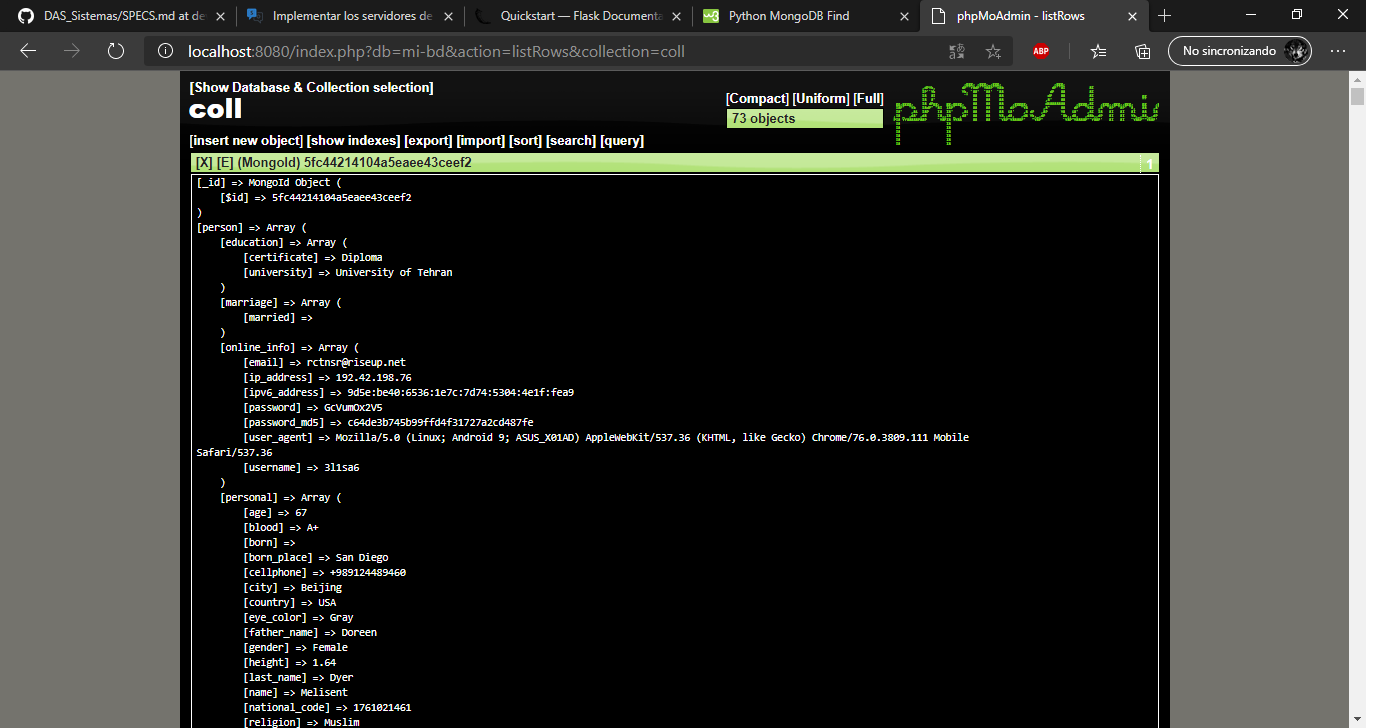 DAS_Sistemas/SPECS.md at de
Implementar los servidores de
Quickstart — Flask Documenta
Python MongoDB Find
phpMoAdmin - listRows
localhost:8080/index.php?db=mi-bd&action=listRows&collection=coll
ABP
No sincronizando
[Show Database & Collection selection]
coll
[Compact] [Uniform] [Full]
73 objects
phpMoAdmin
[insert new object] [show indexes] [export] [import] [sort] [search] [query]
[X] [E] (MongoId) 5fc44214104a5eaee43ceef2
1
[_id] => MongoId Object (
[$id] => 5fc44214104a5eaee43ceef2
)
[person] => Array (
[education] => Array (
[certificate] => Diploma
[university] => University of Tehran
)
[marriage] => Array (
[married] =>
)
[online_info] => Array (
[email] => rctnsr@riseup.net
[ip_address] => 192.42.198.76
[ipv6_address] => 9d5e:be40:6536:1e7c:7d74:5304:4e1f:fea9
[password] => GcVumOx2V5
[password_md5] => c64de3b745b99ffd4f31727a2cd487fe
[user_agent] => Mozilla/5.0 (Linux; Android 9; ASUS_X01AD) AppleWebKit/537.36 (KHTML, like Gecko) Chrome/76.0.3809.111 Mobile
Safari/537.36
[username] => 3l1sa6
)
[personal] => Array (
[age] => 67
[blood] => A+
[born] =>
[born_place] => San Diego
[cellphone] => +989124489460
[city] => Beijing
[country] => USA
[eye_color] => Gray
[father_name] => Doreen
[gender] => Female
[height] => 1.64
[last_name] => Dyer
[name] => Melisent
[national_code] => 1761021461
[religion] => Muslim